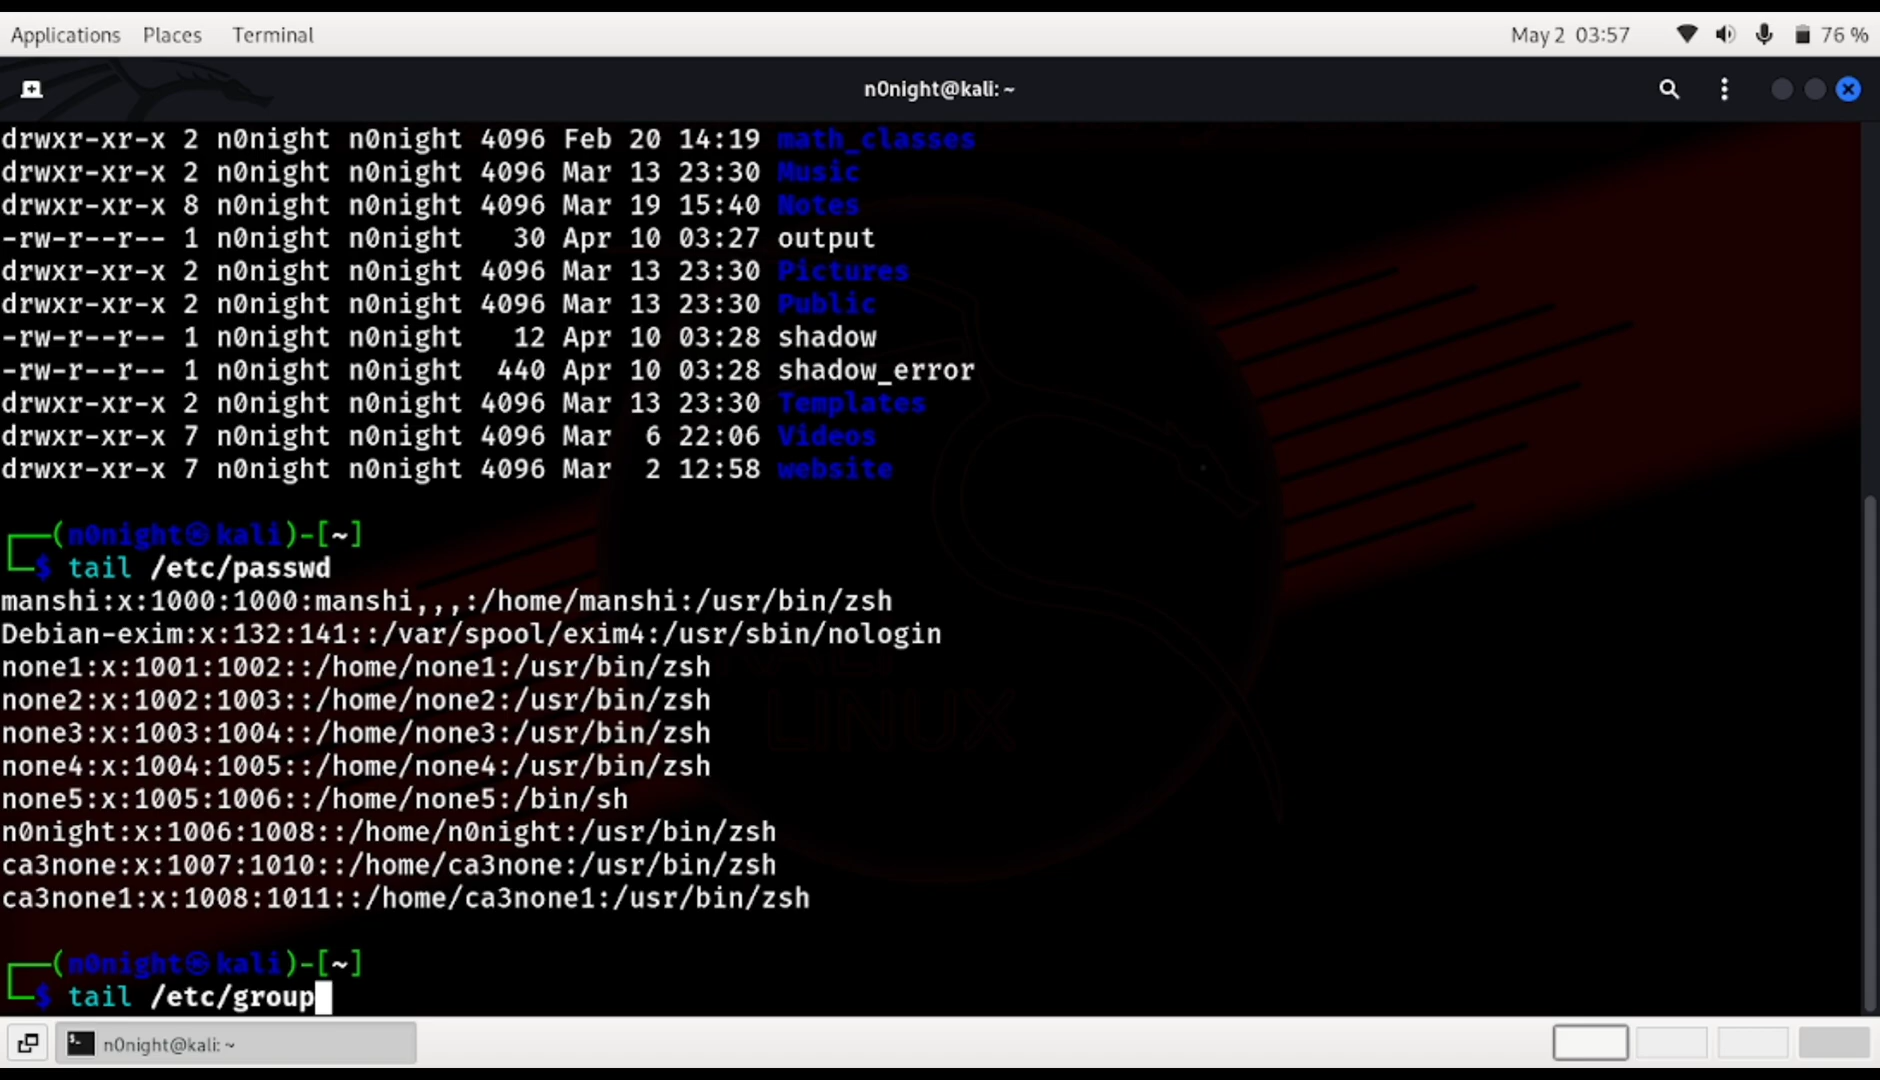 Applications Places Terminal May 2 03:57 76 %
n0night@kali: ~
drwxr-xr-x 2 n0night n0night 4096 Feb 20 14:19 math_classes
drwxr-xr-x 2 n0night n0night 4096 Mar 13 23:30 Music
drwxr-xr-x 8 n0night n0night 4096 Mar 19 15:40 Notes
-rw-r--r-- 1 n0night n0night   30 Apr 10 03:27 output
drwxr-xr-x 2 n0night n0night 4096 Mar 13 23:30 Pictures
drwxr-xr-x 2 n0night n0night 4096 Mar 13 23:30 Public
-rw-r--r-- 1 n0night n0night   12 Apr 10 03:28 shadow
-rw-r--r-- 1 n0night n0night  440 Apr 10 03:28 shadow_error
drwxr-xr-x 2 n0night n0night 4096 Mar 13 23:30 Templates
drwxr-xr-x 7 n0night n0night 4096 Mar  6 22:06 Videos
drwxr-xr-x 7 n0night n0night 4096 Mar  2 12:58 website
┌──(n0night㉿kali)-[~]
└─$ tail /etc/passwd
manshi:x:1000:1000:manshi,,,:/home/manshi:/usr/bin/zsh
Debian-exim:x:132:141::/var/spool/exim4:/usr/sbin/nologin
none1:x:1001:1002::/home/none1:/usr/bin/zsh
none2:x:1002:1003::/home/none2:/usr/bin/zsh
none3:x:1003:1004::/home/none3:/usr/bin/zsh
none4:x:1004:1005::/home/none4:/usr/bin/zsh
none5:x:1005:1006::/home/none5:/bin/sh
n0night:x:1006:1008::/home/n0night:/usr/bin/zsh
ca3none:x:1007:1010::/home/ca3none:/usr/bin/zsh
ca3none1:x:1008:1011::/home/ca3none1:/usr/bin/zsh
┌──(n0night㉿kali)-[~]
└─$ tail /etc/group
n0night@kali: ~
KALI
LINUX